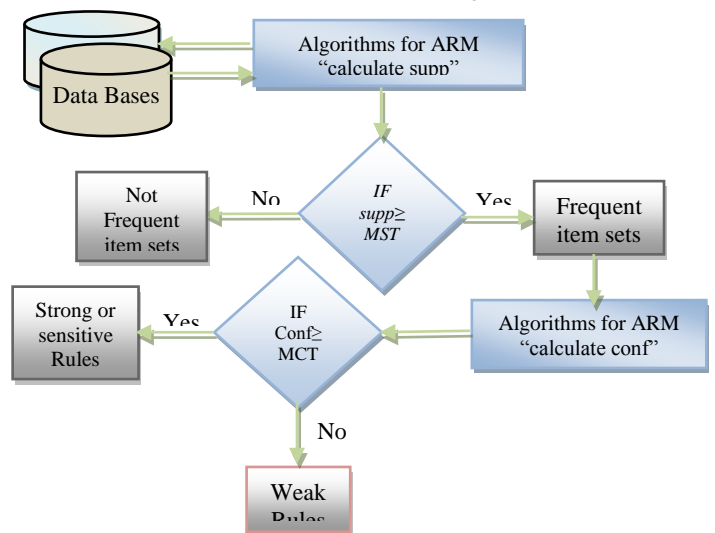 Algorithms for ARM
“calculate supp”
Data Bases
IF
supp≥
MST
No
Yes
Not
Frequent
item sets
Frequent
item sets
Algorithms for ARM
“calculate conf”
IF
Conf≥
MCT
Yes
Strong or
sensitive
Rules
No
Weak
Rules